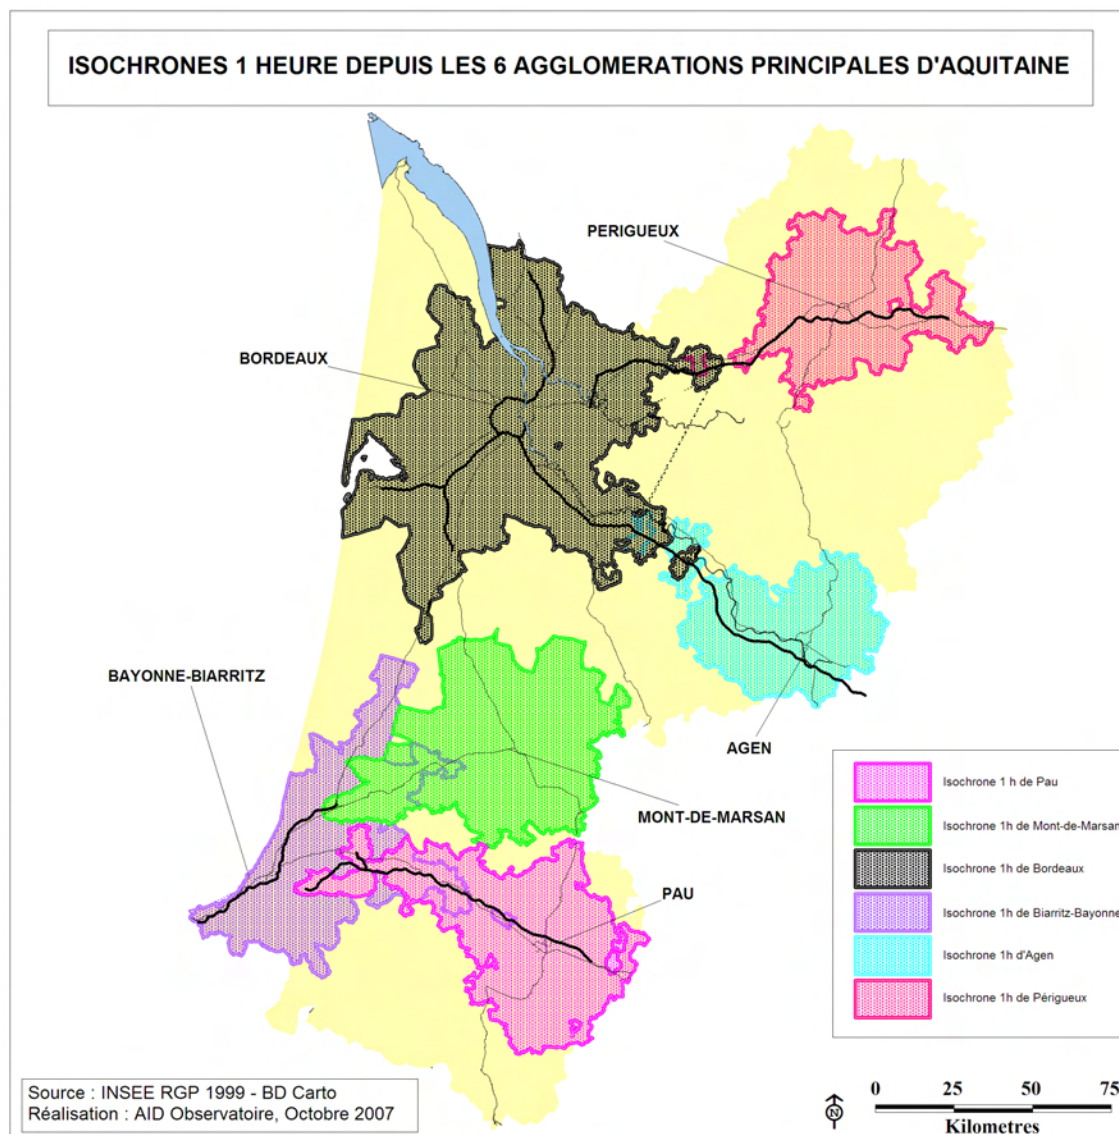 ISOCHRONES 1 HEURE DEPUIS LES 6 AGGLOMERATIONS PRINCIPALES D'AQUITAINE
PERIGUEUX
BORDEAUX
BAYONNE-BIARRITZ
AGEN
MONT-DE-MARSAN
PAU
Isochrone 1 h de Pau
Isochrone 1h de Mont-de-Marsan
Isochrone 1h de Bordeaux
Isochrone 1h de Biarritz-Bayonne
Isochrone 1h d'Agen
Isochrone 1h de Périgueux
Source : INSEE RGP 1999 - BD Carto
Réalisation : AID Observatoire, Octobre 2007
N
0 25 50 75
Kilometres